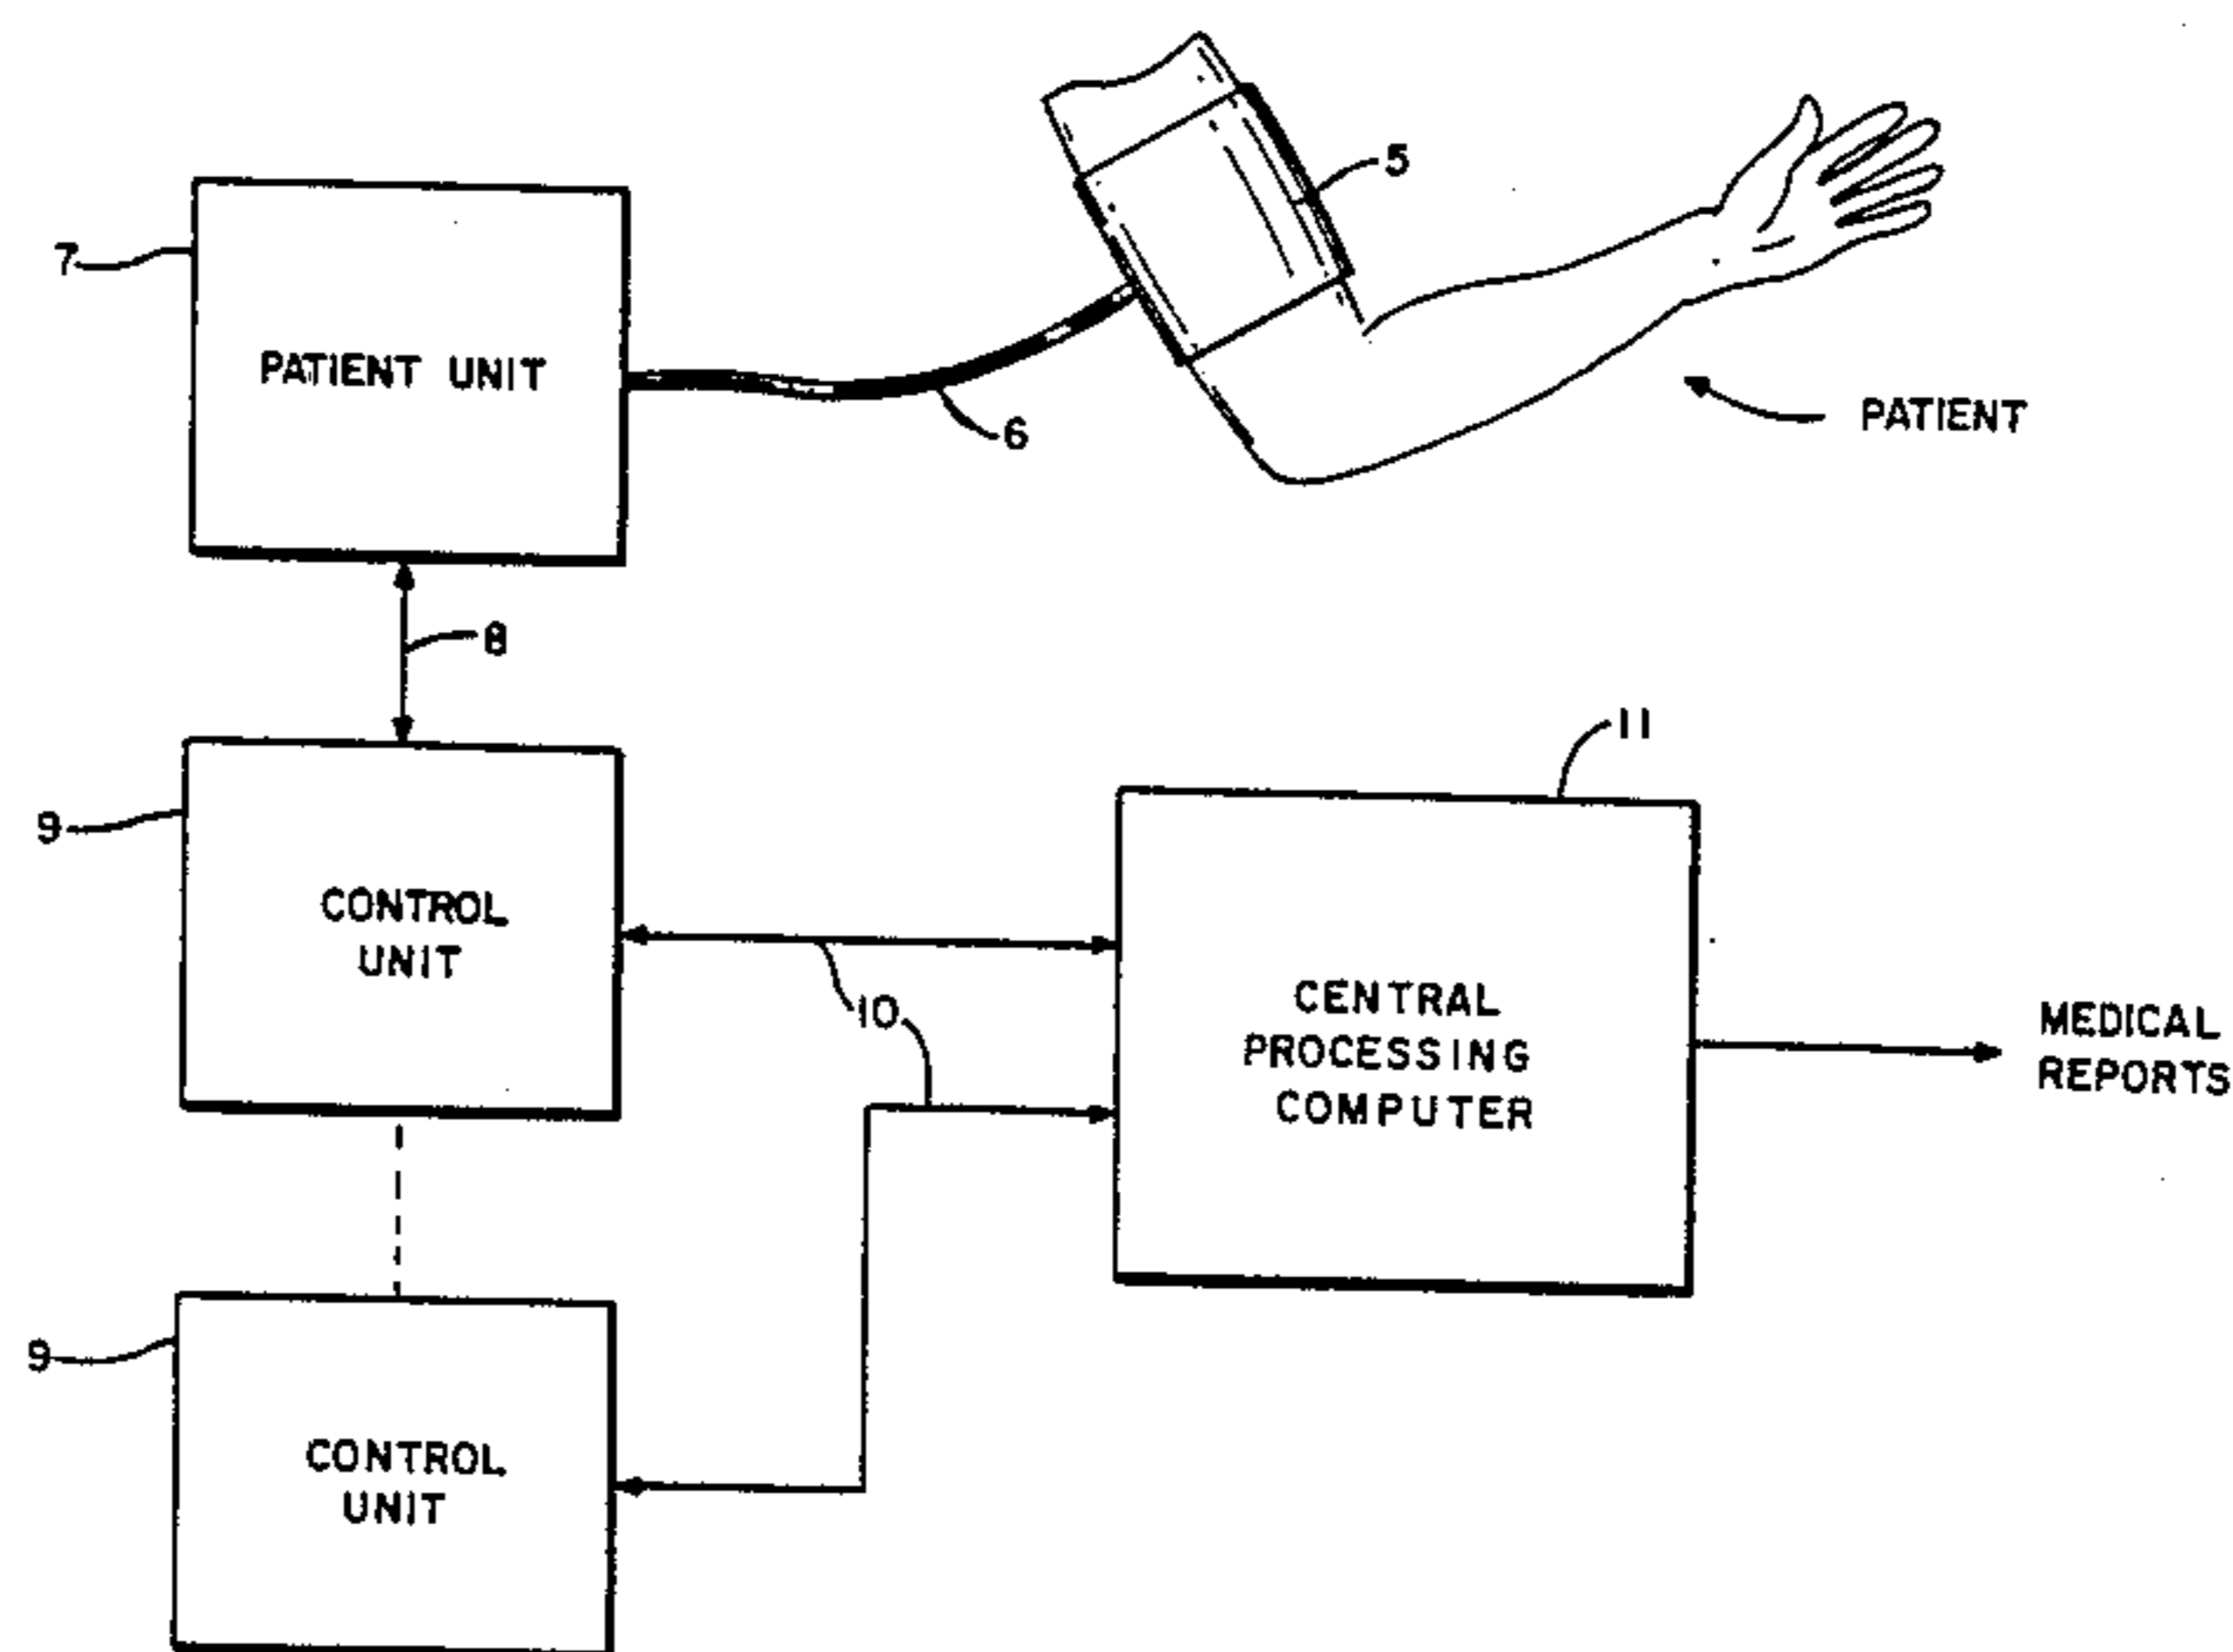 5
7
PATIENT UNIT
6
PATIENT
8
11
9
CONTROL
UNIT
10
CENTRAL
PROCESSING
COMPUTER
MEDICAL
REPORTS
9
CONTROL
UNIT